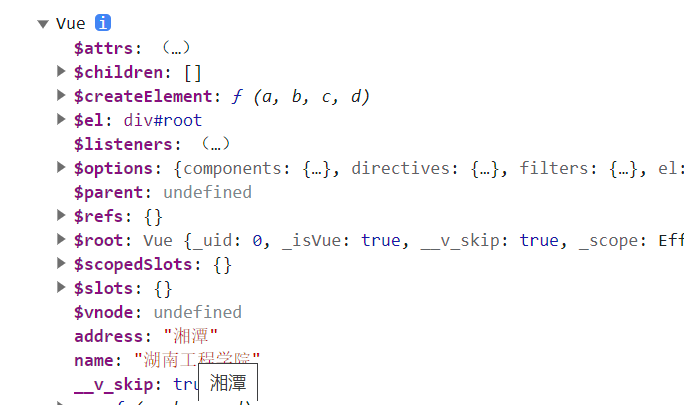 Vue i
$attrs: (…)
$children: []
$createElement: ƒ (a, b, c, d)
$el: div#root
$listeners: (…)
$options: {components: {…}, directives: {…}, filters: {…}, el:
$parent: undefined
$refs: {}
$root: Vue {_uid: 0, _isVue: true, __v_skip: true, _scope: Eff
$scopedSlots: {}
$slots: {}
$vnode: undefined
address: "湘潭"
name: "湖南工程学院"
__v_skip: tru
湘潭